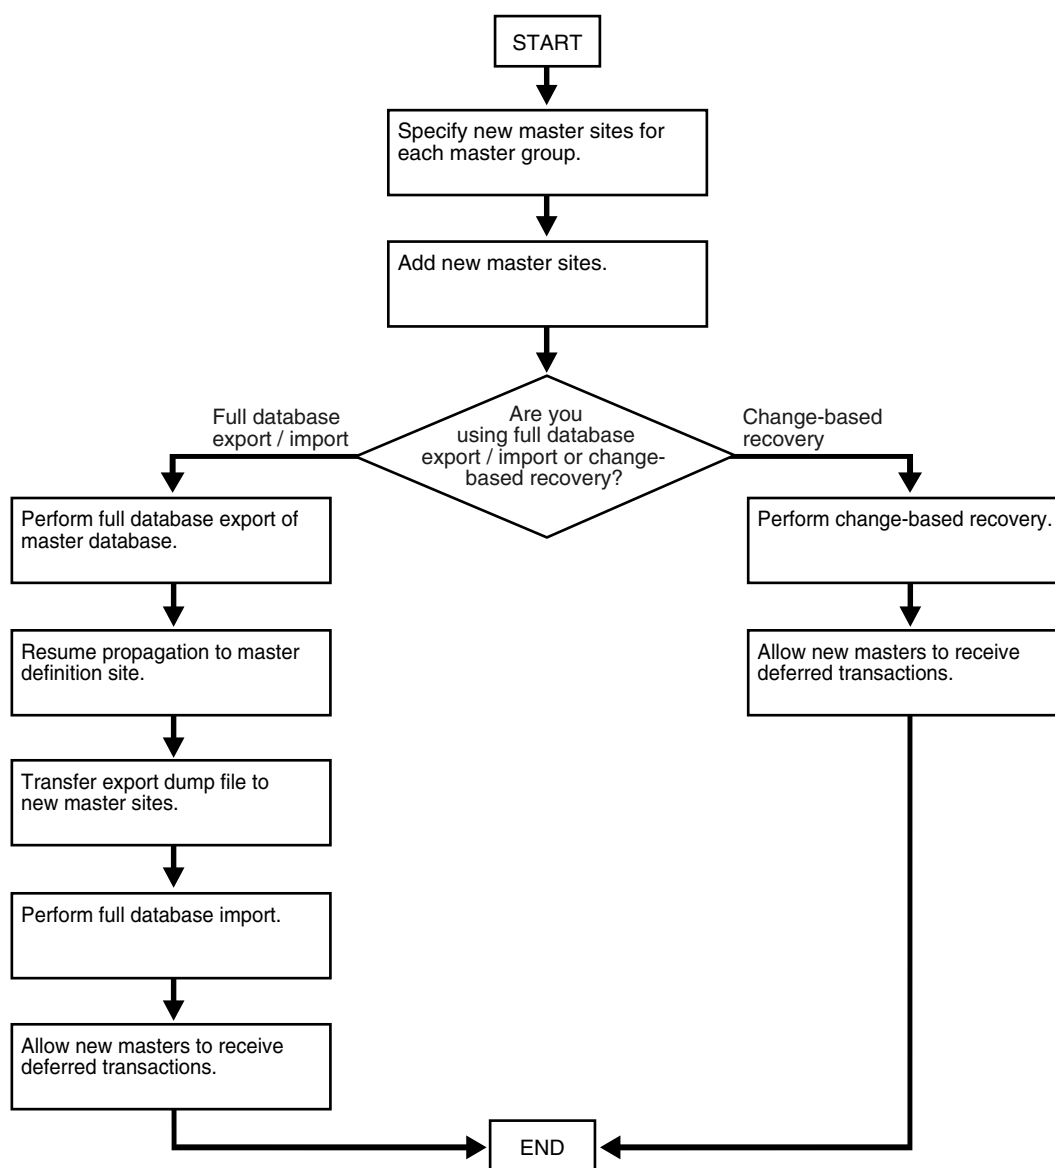 START
Specify new master sites for
each master group.
Add new master sites.
Are you
using full database
export / import or change-
based recovery?
Full database
export / import
Change-based
recovery
Perform full database export of
master database.
Resume propagation to master
definition site.
Transfer export dump file to
new master sites.
Perform full database import.
Allow new masters to receive
deferred transactions.
Perform change-based recovery.
Allow new masters to receive
deferred transactions.
END